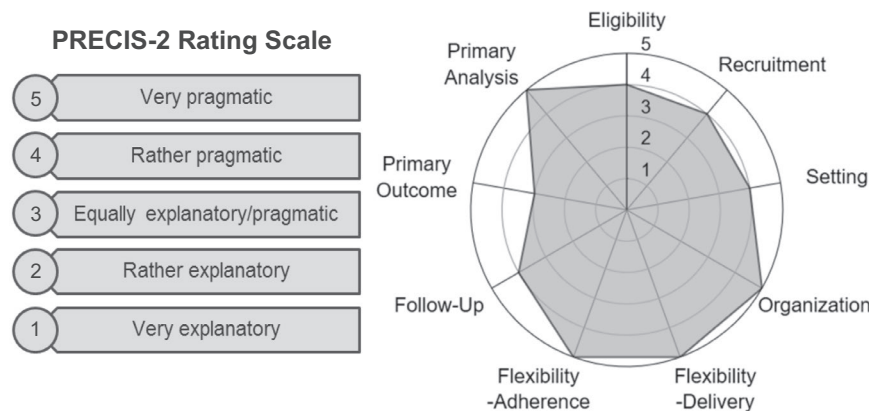 PRECIS-2 Rating Scale
5 Very pragmatic
4 Rather pragmatic
3 Equally explanatory/pragmatic
2 Rather explanatory
1 Very explanatory
Eligibility
5
4
3
2
1
Recruitment
Setting
Organization
Flexibility
-Delivery
Flexibility
-Adherence
Follow-Up
Primary
Outcome
Primary
Analysis